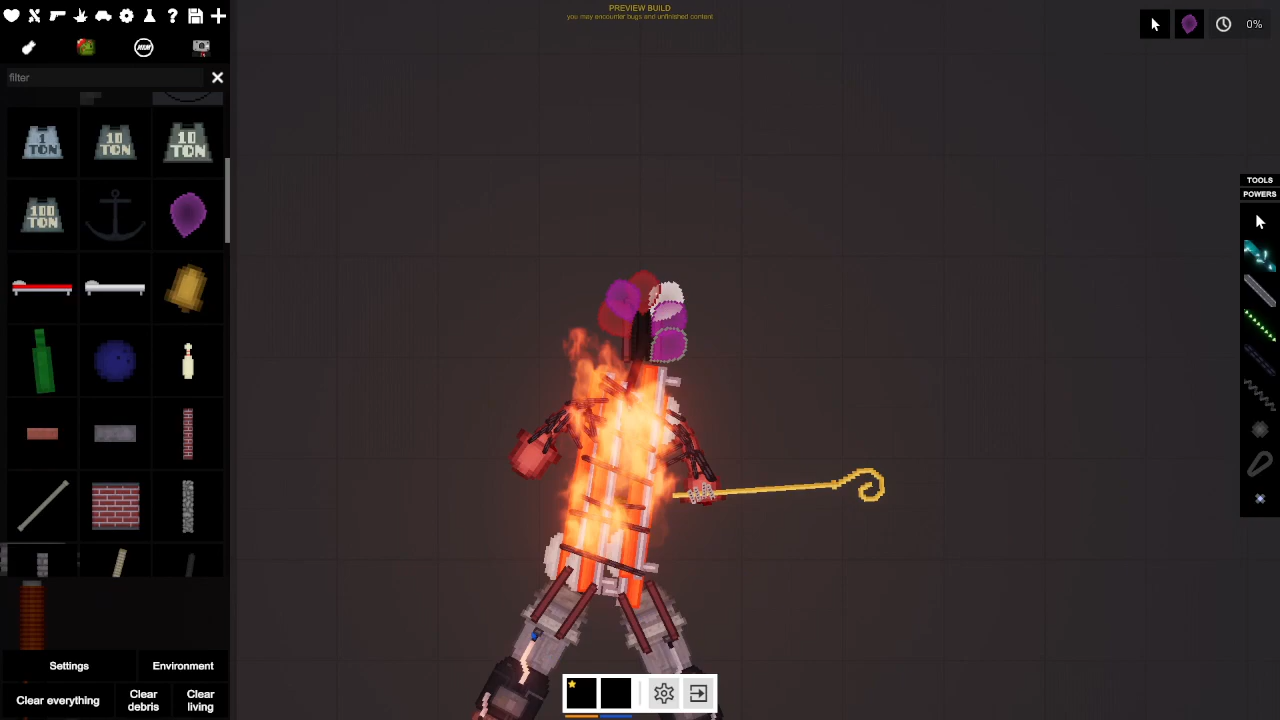 PREVIEW BUILD
you may encounter bugs and unfinished content
0%
filter
1
TON
10
TON
10
TON
100
TON
TOOLS
POWERS
Settings
Environment
Clear everything
Clear
debris
Clear
living